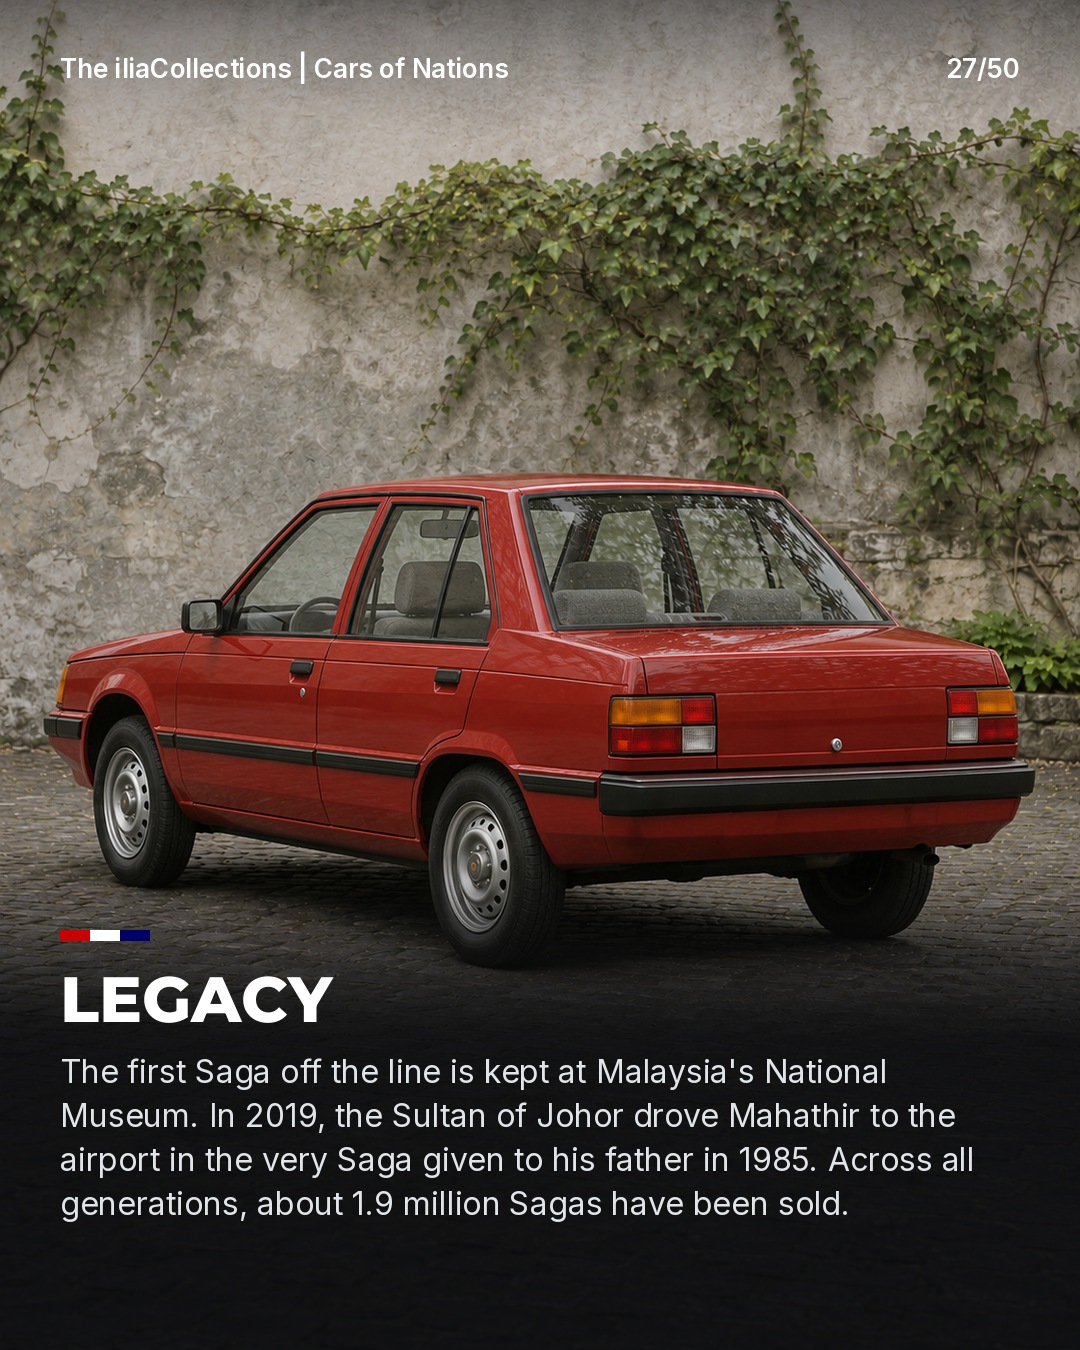 The iliaCollections | Cars of Nations
27/50
LEGACY
The first Saga off the line is kept at Malaysia's National
Museum. In 2019, the Sultan of Johor drove Mahathir to the
airport in the very Saga given to his father in 1985. Across all
generations, about 1.9 million Sagas have been sold.